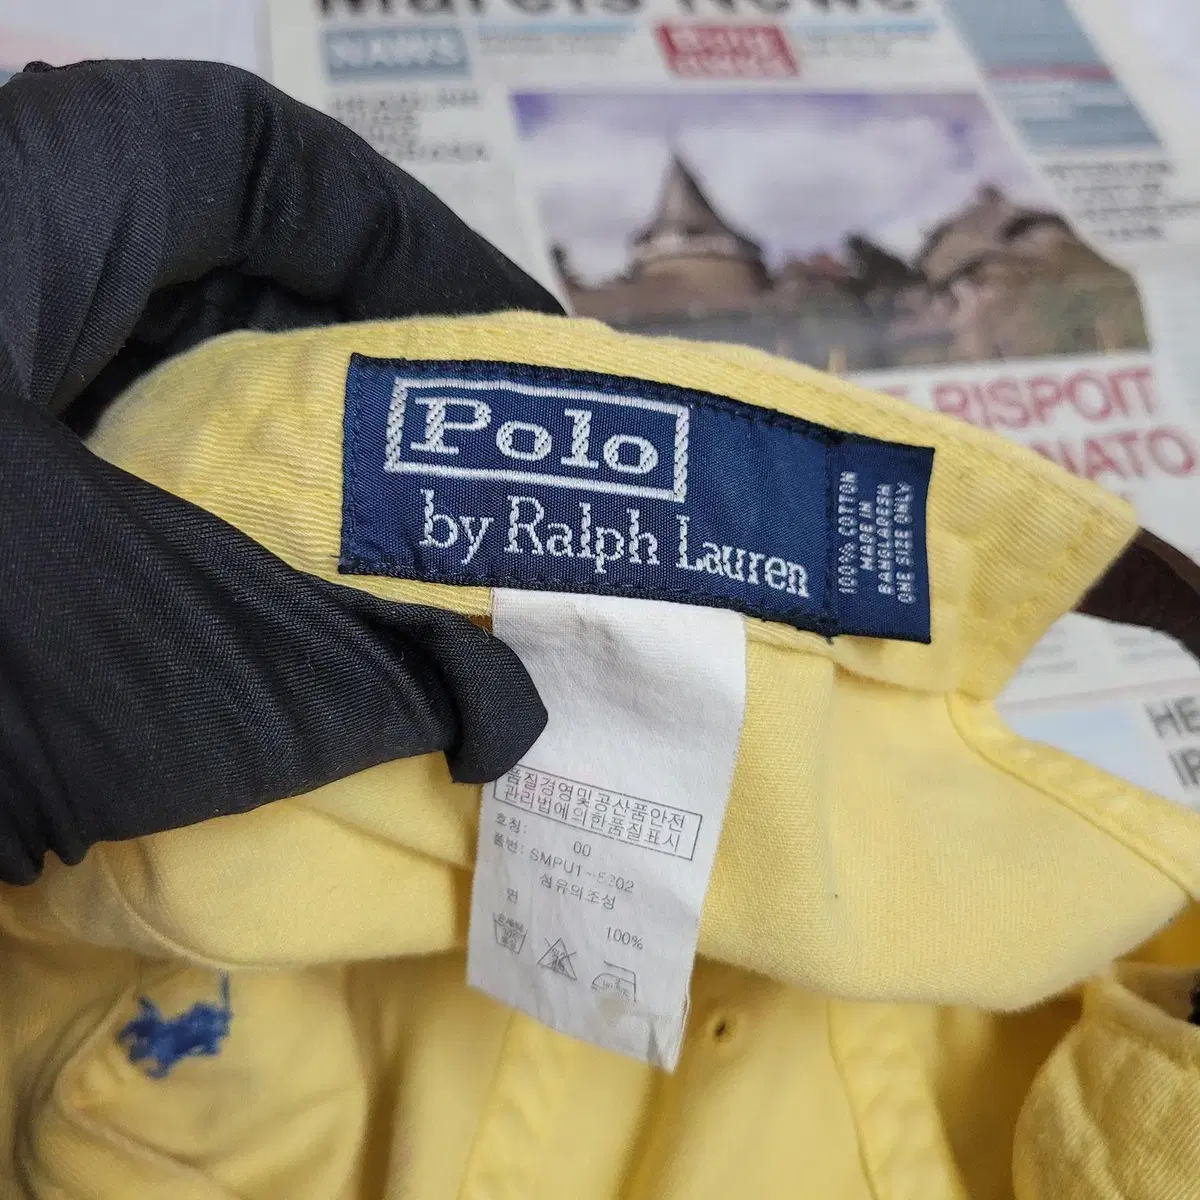 NAWS
Polo
by Ralph Lauren
100% COTTON
MADE IN
BANGLADESH
ONE SIZE ONLY
품질경영및공산품안전
관리법에의한품질표시
호칭:
00
품번: SMPU1-5302
섬유의조성
면
100%
RISPOIT
NATO
HE